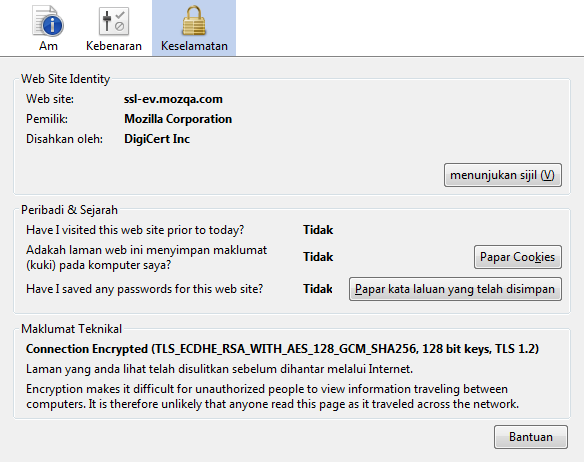 Am Kebenaran Keselamatan
Web Site Identity
Web site: ssl-ev.mozqa.com
Pemilik: Mozilla Corporation
Disahkan oleh: DigiCert Inc
menunjukan sijil (V)
Peribadi & Sejarah
Have I visited this web site prior to today? Tidak
Adakah laman web ini menyimpan maklumat
(kuki) pada komputer saya? Tidak Papar Cookies
Have I saved any passwords for this web site? Tidak Papar kata laluan yang telah disimpan
Maklumat Teknikal
Connection Encrypted (TLS_ECDHE_RSA_WITH_AES_128_GCM_SHA256, 128 bit keys, TLS 1.2)
Laman yang anda lihat telah disulitkan sebelum dihantar melalui Internet.
Encryption makes it difficult for unauthorized people to view information traveling between
computers. It is therefore unlikely that anyone read this page as it traveled across the network.
Bantuan